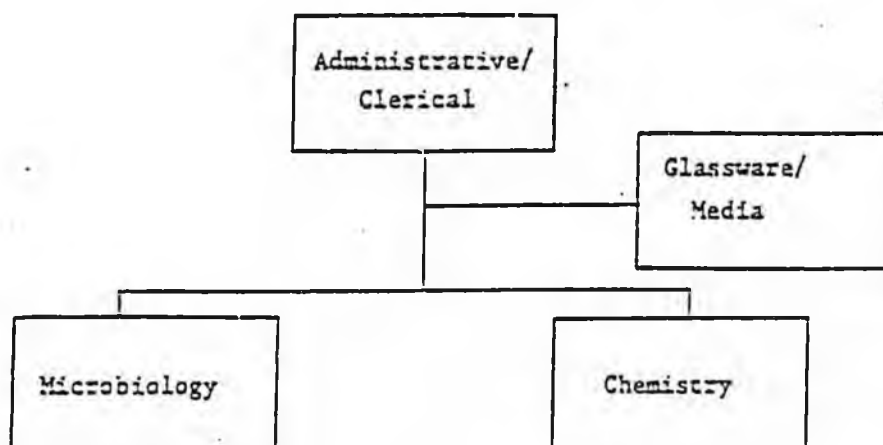 Administrative/
Clerical
Glassware/
Media
Microbiology
Chemistry